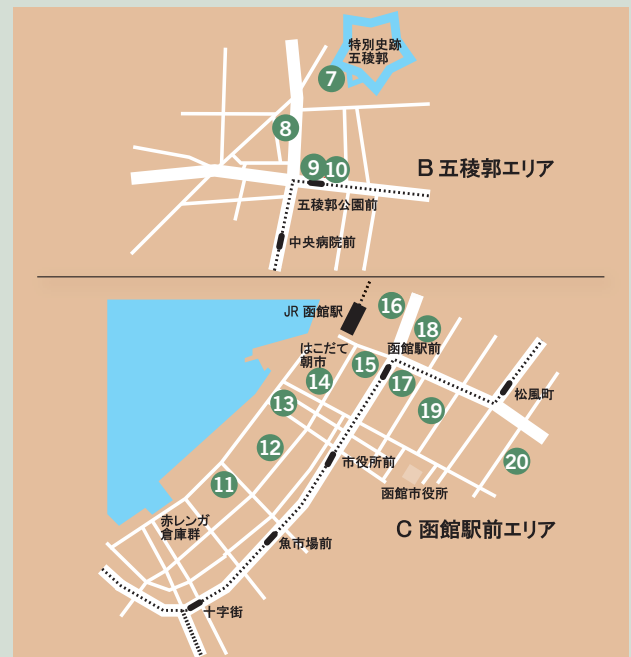 特別史跡
五稜郭
7
8
9
10
B 五稜郭エリア
五稜郭公園前
中央病院前
JR 函館駅
16
18
はこだて
朝市
函館駅前
15
14
17
松風町
13
19
12
市役所前
20
11
函館市役所
赤レンガ
倉庫群
C 函館駅前エリア
魚市場前
十字街